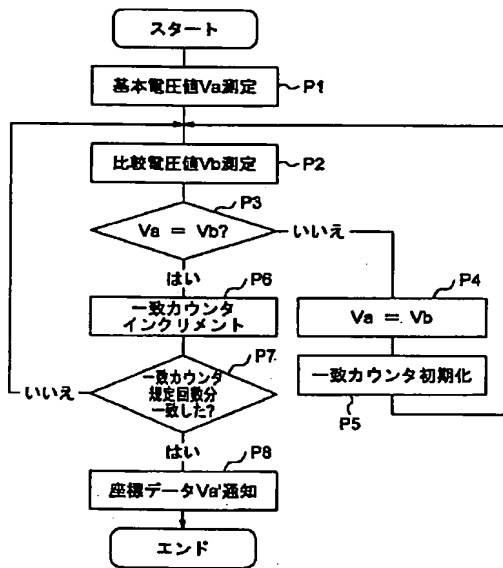 スタート
基本電圧値Va測定
P1
比較電圧値Vb測定
P2
P3
Va = Vb?
いいえ
はい
P6
P4
一致カウンタ
インクリメント
Va = Vb
P7
一致カウンタ
規定回数分
一致した?
いいえ
一致カウンタ初期化
P5
はい
P8
座標データVa'通知
エンド